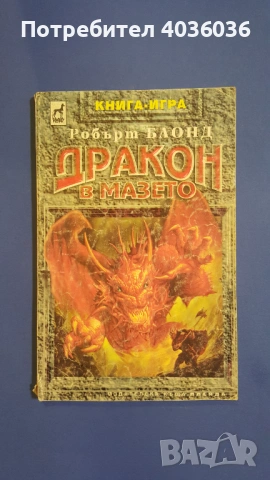 Потребител 4036036
КНИГА-ИГРА
Робърт БЛОНД
ДРАКОН
В МАЗЕТО
BAZAR